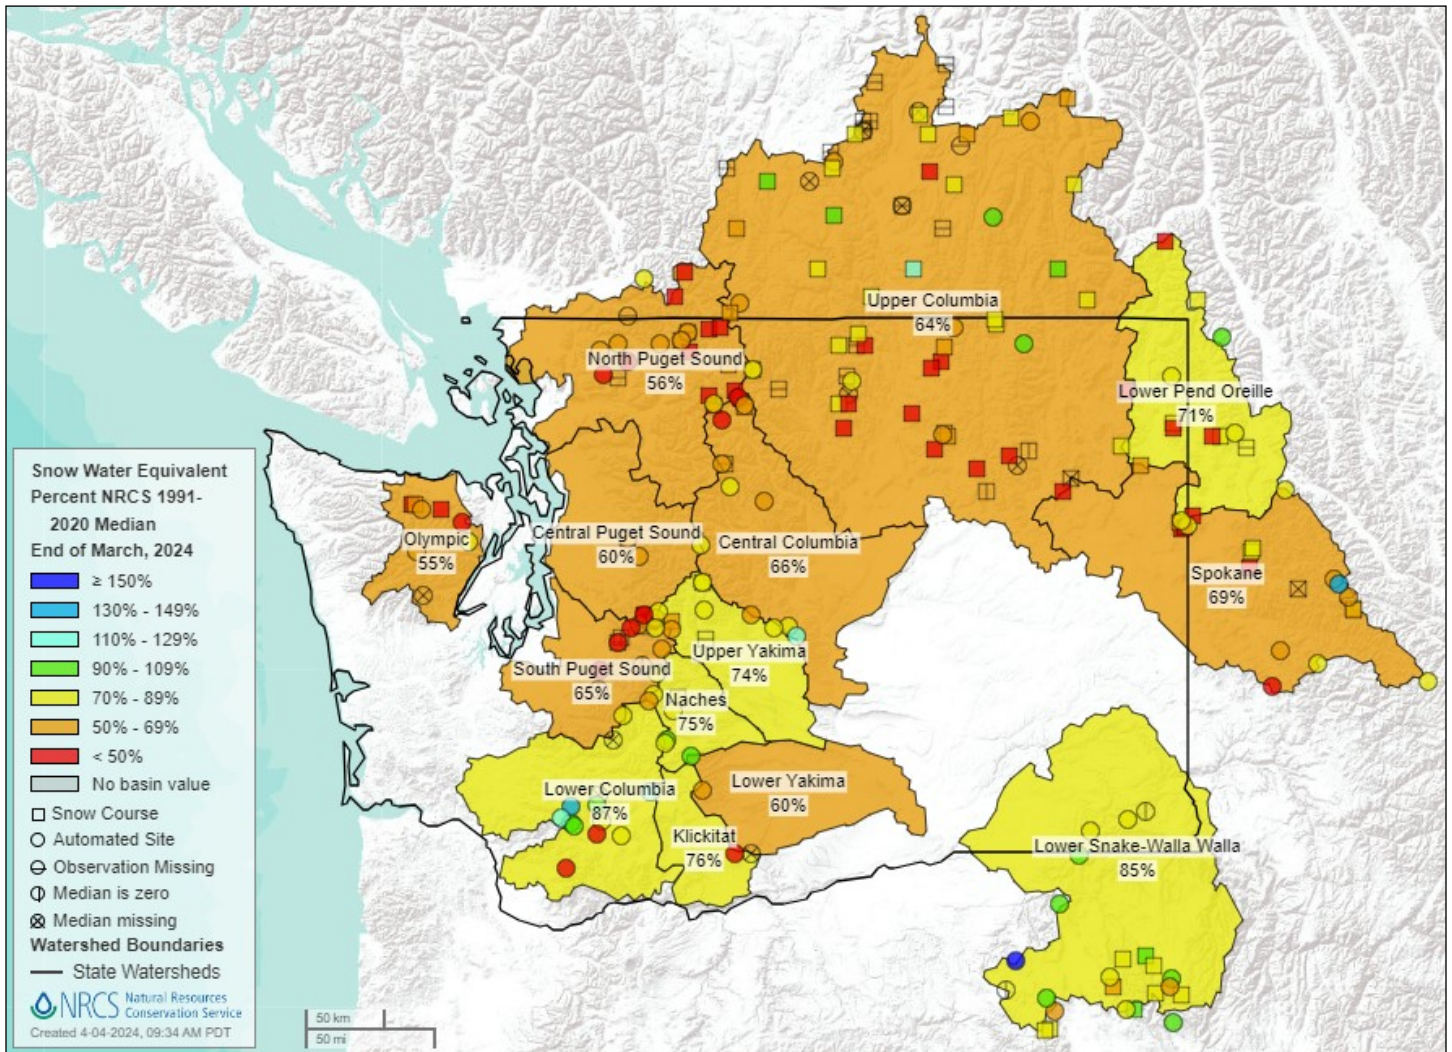 Upper Columbia
64%
North Puget Sound
56%
Lower Pend Oreille
71%
Snow Water Equivalent
Percent NRCS 1991-
2020 Median
End of March, 2024
≥ 150%
130% - 149%
110% - 129%
90% - 109%
70% - 89%
50% - 69%
< 50%
No basin value
Snow Course
Automated Site
Observation Missing
Median is zero
Median missing
Watershed Boundaries
State Watersheds
NRCS Natural Resources
Conservation Service
Created 4-04-2024, 09:34 AM PDT
Olympic
55%
Central Puget Sound
60%
Central Columbia
66%
Spokane
69%
South Puget Sound
65%
Upper Yakima
74%
Naches
75%
Lower Columbia
87%
Lower Yakima
60%
Klickitat
76%
Lower Snake-Walla Walla
85%
50 km
50 mi